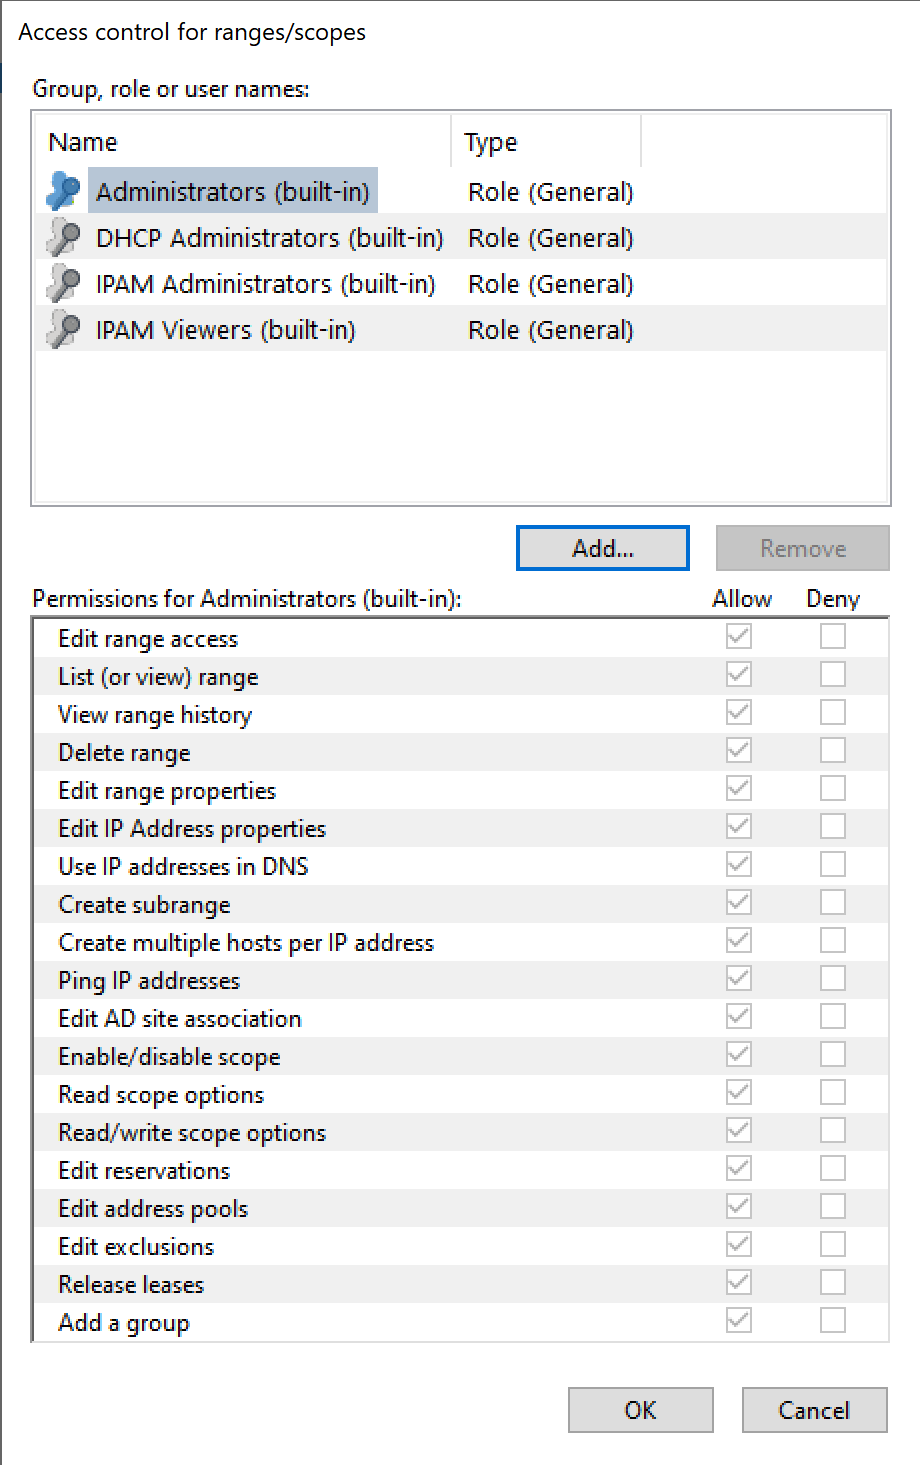 Access control for ranges/scopes
Group, role or user names:
Name Type
Administrators (built-in) Role (General)
DHCP Administrators (built-in) Role (General)
IPAM Administrators (built-in) Role (General)
IPAM Viewers (built-in) Role (General)
Add... Remove
Permissions for Administrators (built-in): Allow Deny
Edit range access
List (or view) range
View range history
Delete range
Edit range properties
Edit IP Address properties
Use IP addresses in DNS
Create subrange
Create multiple hosts per IP address
Ping IP addresses
Edit AD site association
Enable/disable scope
Read scope options
Read/write scope options
Edit reservations
Edit address pools
Edit exclusions
Release leases
Add a group
OK Cancel